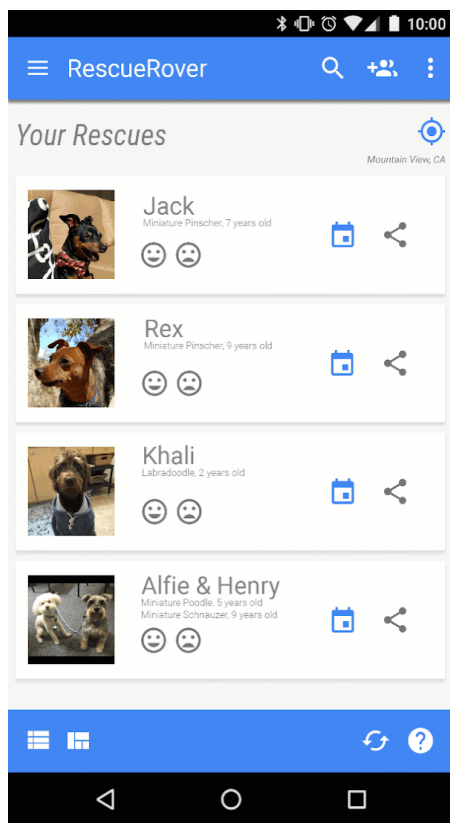 10:00
RescueRover
Your Rescues
Mountain View, CA
Jack
Miniature Pinscher, 7 years old
Rex
Miniature Pinscher, 9 years old
Khali
Labradoodle, 2 years old
Alfie & Henry
Miniature Poodle, 5 years old
Miniature Schnauzer, 9 years old